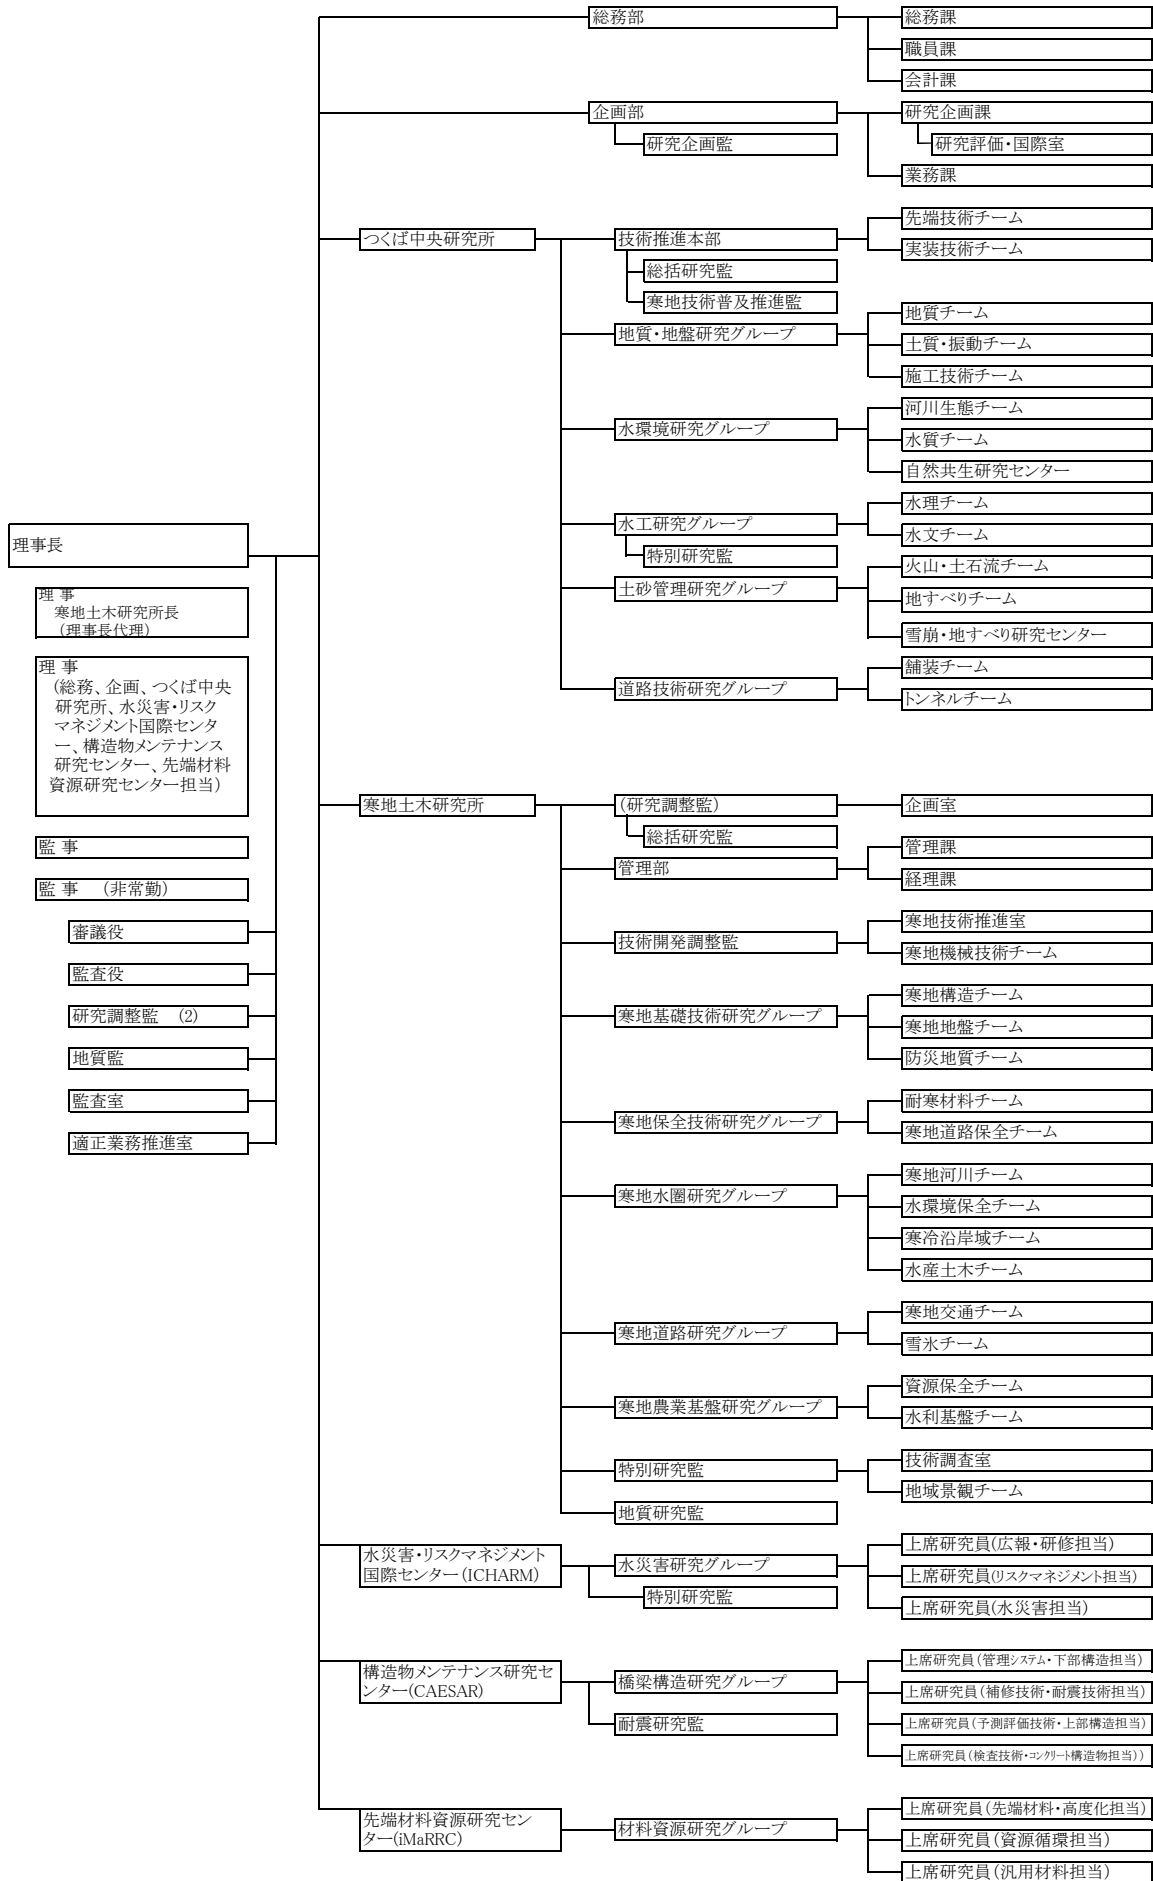 理事長
理 事
寒地土木研究所長
(理事長代理)
理 事
(総務、企画、つくば中央
研究所、水災害・リスク
マネジメント国際センタ
ー、構造物メンテナンス
研究センター、先端材料
資源研究センター担当)
監 事
監 事 (非常勤)
審議役
監査役
研究調整監 (2)
地質監
監査室
適正業務推進室
総務部
総務課
職員課
会計課
企画部
研究企画監
研究企画課
研究評価・国際室
業務課
つくば中央研究所
技術推進本部
総括研究監
寒地技術普及推進監
先端技術チーム
実装技術チーム
地質・地盤研究グループ
地質チーム
土質・振動チーム
施工技術チーム
水環境研究グループ
河川生態チーム
水質チーム
自然共生研究センター
水工研究グループ
特別研究監
水理チーム
水文チーム
土砂管理研究グループ
火山・土石流チーム
地すべりチーム
雪崩・地すべり研究センター
道路技術研究グループ
舗装チーム
トンネルチーム
寒地土木研究所
(研究調整監)
総括研究監
企画室
管理部
管理課
経理課
技術開発調整監
寒地技術推進室
寒地機械技術チーム
寒地基礎技術研究グループ
寒地構造チーム
寒地地盤チーム
防災地質チーム
寒地保全技術研究グループ
耐寒材料チーム
寒地道路保全チーム
寒地水圏研究グループ
寒地河川チーム
水環境保全チーム
寒冷沿岸域チーム
水産土木チーム
寒地道路研究グループ
寒地交通チーム
雪氷チーム
寒地農業基盤研究グループ
資源保全チーム
水利基盤チーム
特別研究監
技術調査室
地域景観チーム
地質研究監
水災害・リスクマネジメント
国際センター(ICHARM)
水災害研究グループ
特別研究監
上席研究員(広報・研修担当)
上席研究員(リスクマネジメント担当)
上席研究員(水災害担当)
構造物メンテナンス研究セ
ンター(CAESAR)
橋梁構造研究グループ
耐震研究監
上席研究員(管理システム・下部構造担当)
上席研究員(補修技術・耐震技術担当)
上席研究員(予測評価技術・上部構造担当)
上席研究員(検査技術・コンクリート構造物担当))
先端材料資源研究セン
ター(iMaRRC)
材料資源研究グループ
上席研究員(先端材料・高度化担当)
上席研究員(資源循環担当)
上席研究員(汎用材料担当)